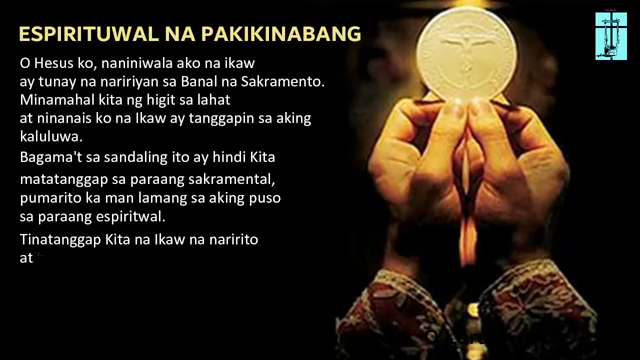 ESPIRITUWAL NA PAKIKINABANG
O Hesus ko, naniniwala ako na ikaw
ay tunay na naririyan sa Banal na Sakramento.
Minamahal kita ng higit sa lahat
at ninanais ko na Ikaw ay tanggapin sa aking
kaluluwa.
Bagama't sa sandaling ito ay hindi Kita
matatanggap sa paraang sakramental,
pumarito ka man lamang sa aking puso
sa paraang espiritwal.
Tinatanggap Kita na Ikaw na naririto
at